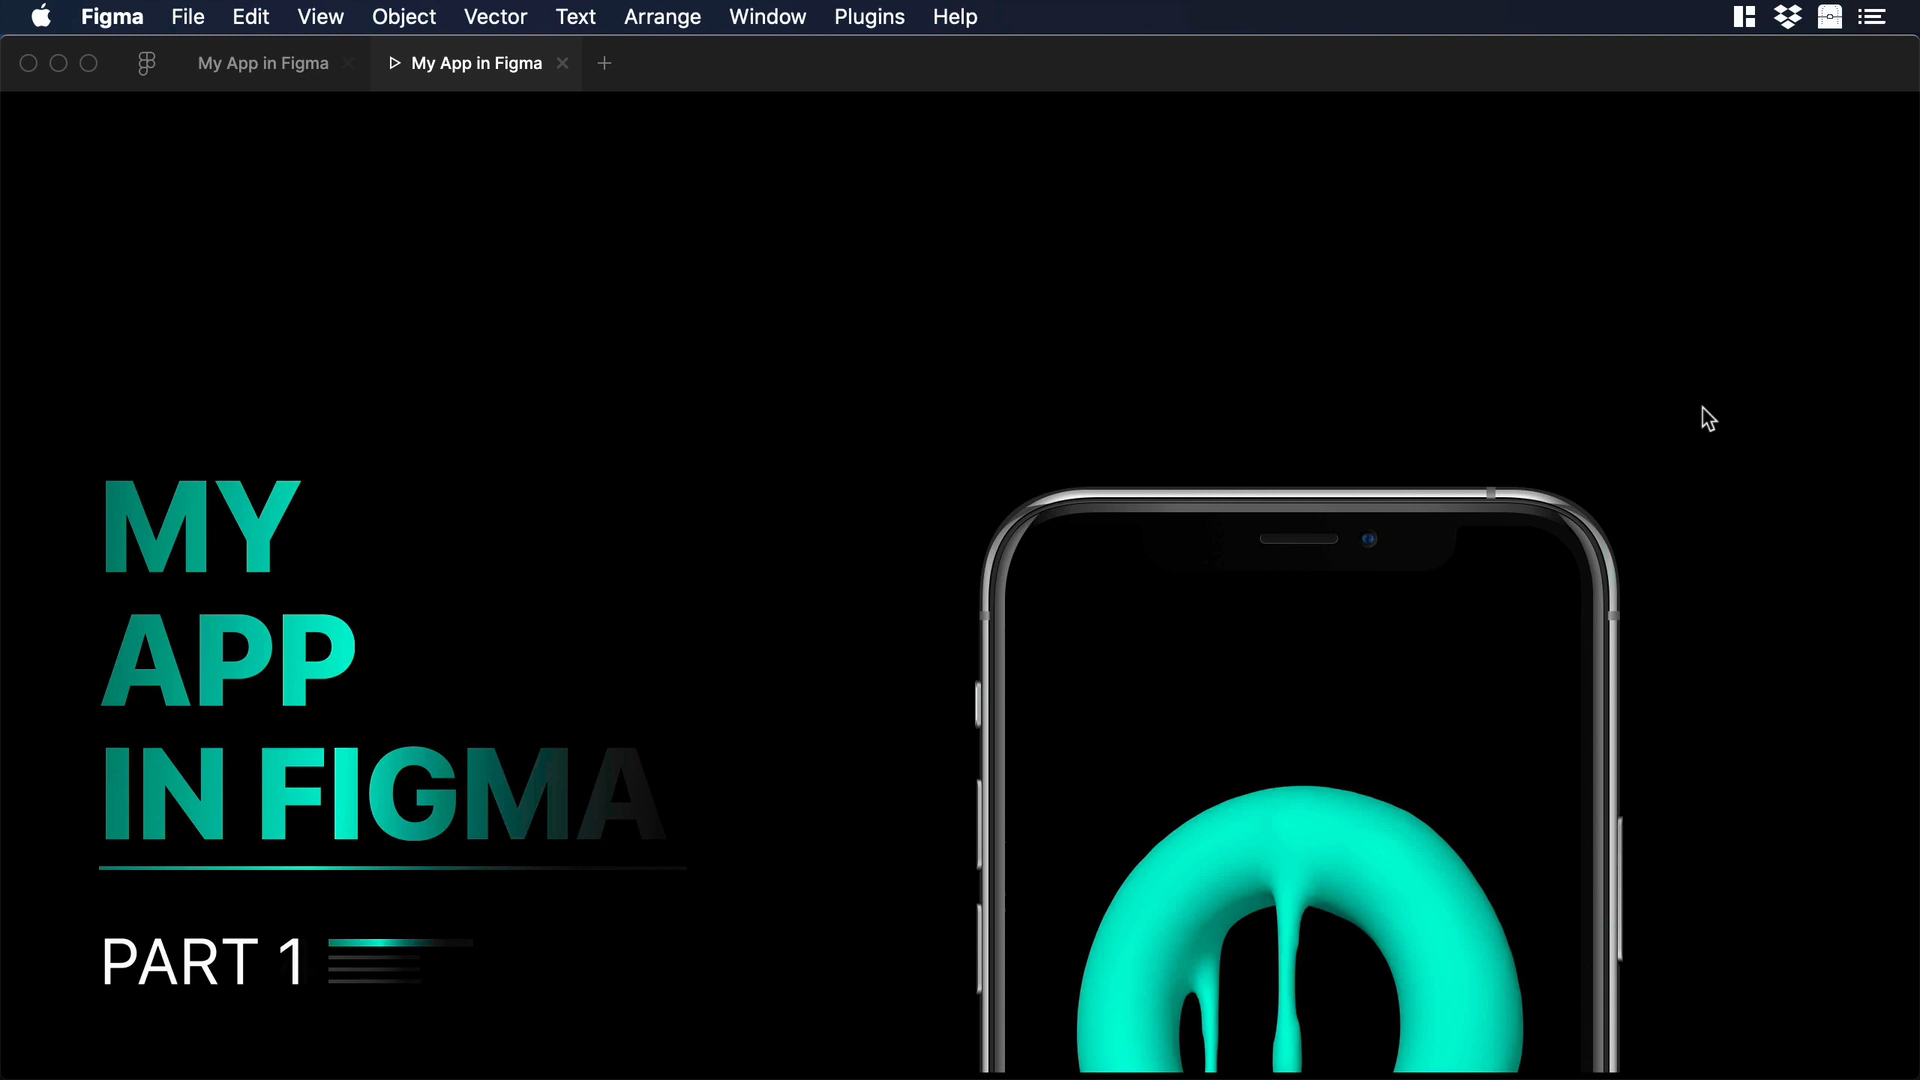 Figma File Edit View Object Vector Text Arrange Window Plugins Help
My App in Figma My App in Figma
MY
APP
IN FIGMA
PART 1